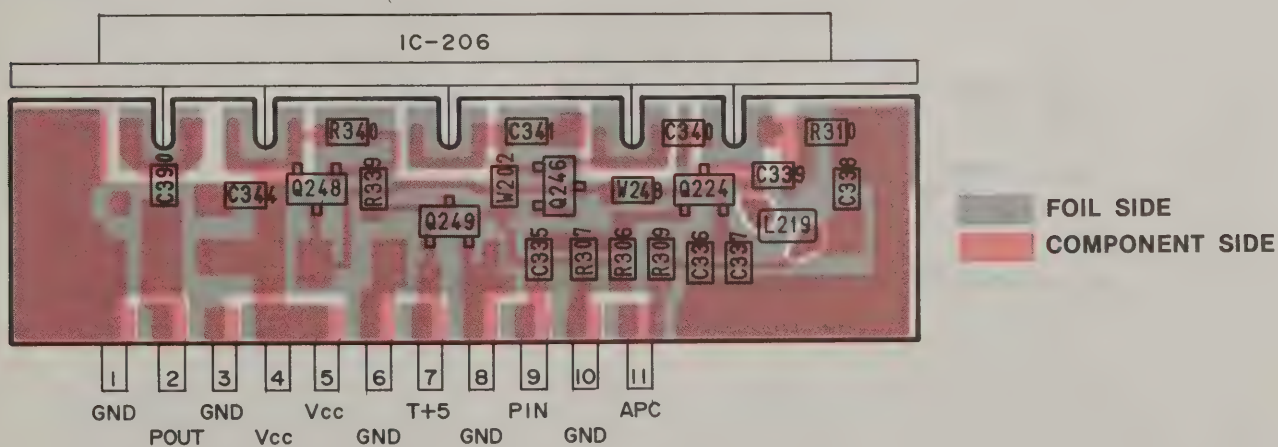 IC-206
R340 C341 C340 R310
C390 C344 Q248 R339 W202 Q246 W248 Q224 C339 C338
Q249 L219
C335 R307 R306 R309 C336 C337
FOIL SIDE
COMPONENT SIDE
1 2 3 4 5 6 7 8 9 10 11
GND GND Vcc T+5 PIN APC
POUT Vcc GND GND GND